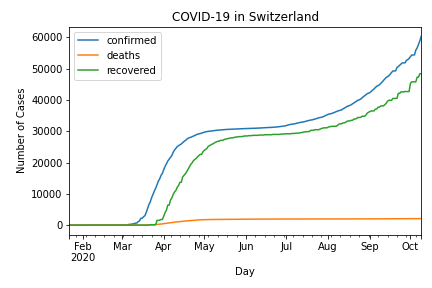 COVID-19 in Switzerland
confirmed
deaths
recovered
Number of Cases
60000
50000
40000
30000
20000
10000
0
Feb Mar Apr May Jun Jul Aug Sep Oct
2020
Day